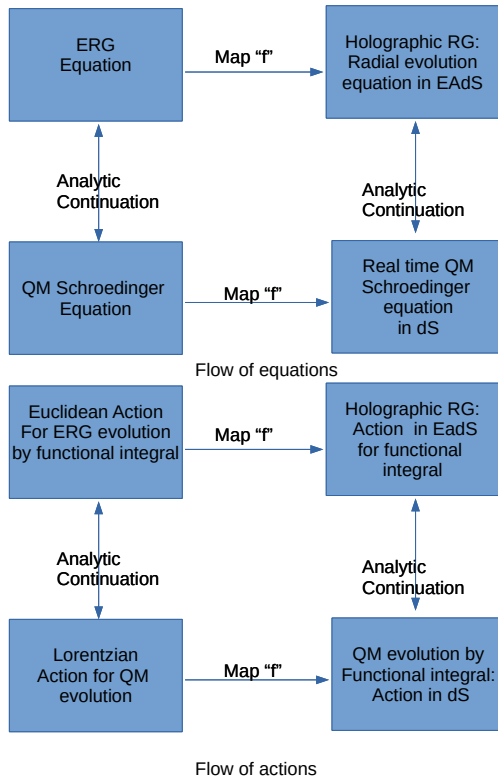 ERG
Equation
Map “f”
Holographic RG:
Radial evolution
equation in EAdS
Analytic
Continuation
Analytic
Continuation
QM Schroedinger
Equation
Map “f”
Real time QM
Schroedinger
equation
in dS
Flow of equations
Euclidean Action
For ERG evolution
by functional integral
Map “f”
Holographic RG:
Action in EadS
for functional
integral
Analytic
Continuation
Analytic
Continuation
Lorentzian
Action for QM
evolution
Map “f”
QM evolution by
Functional integral:
Action in dS
Flow of actions